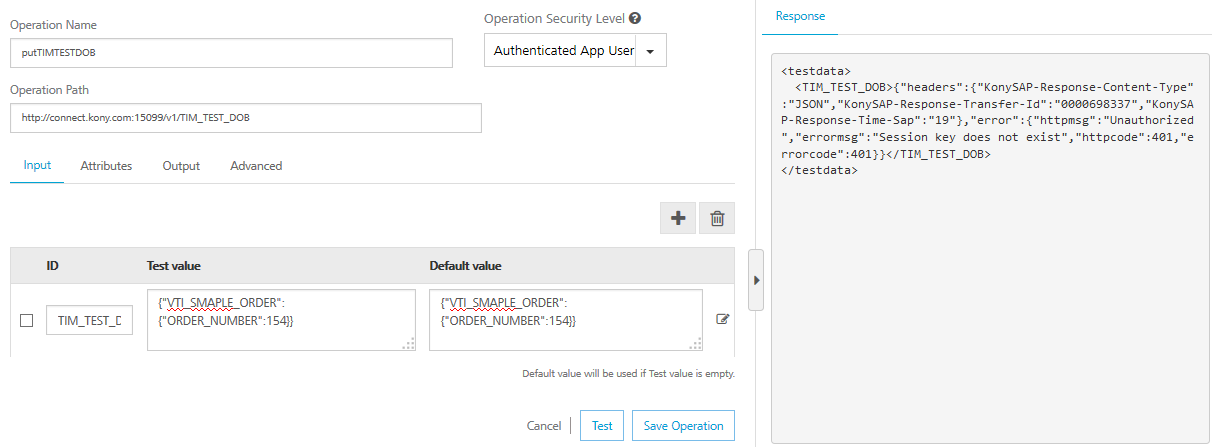 Operation Name
putTIMTESTDOB
Operation Security Level ?
Authenticated App User
Operation Path
http://connect.kony.com:15099/v1/TIM_TEST_DOB
Input Attributes Output Advanced
ID Test value Default value
TIM_TEST_D
{"VTI_SMAPLE_ORDER":
{"ORDER_NUMBER":154}}
{"VTI_SMAPLE_ORDER":
{"ORDER_NUMBER":154}}
Default value will be used if Test value is empty.
Cancel Test Save Operation
Response
<testdata>
<TIM_TEST_DOB>{"headers":{"KonySAP-Response-Content-Type"
:"JSON","KonySAP-Response-Transfer-Id":"0000698337","KonySA
P-Response-Time-Sap":"19"},"error":{"httpmsg":"Unauthorized
","errormsg":"Session key does not exist","httpcode":401,"e
rrorcode":401}}</TIM_TEST_DOB>
</testdata>